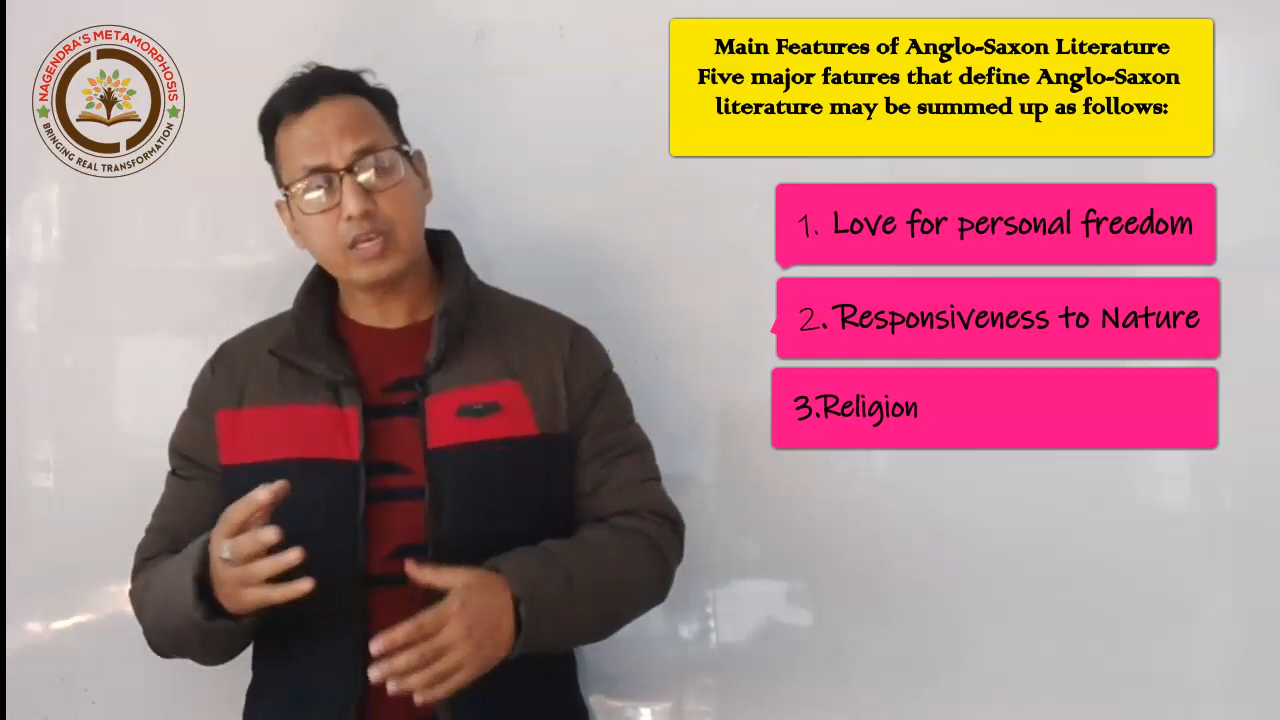 NAGENDRA'S METAMORPHOSIS
BRINGING REAL TRANSFORMATION
Main Features of Anglo-Saxon Literature
Five major fatures that define Anglo-Saxon
literature may be summed up as follows:
1. Love for personal freedom
2. Responsiveness to Nature
3.Religion